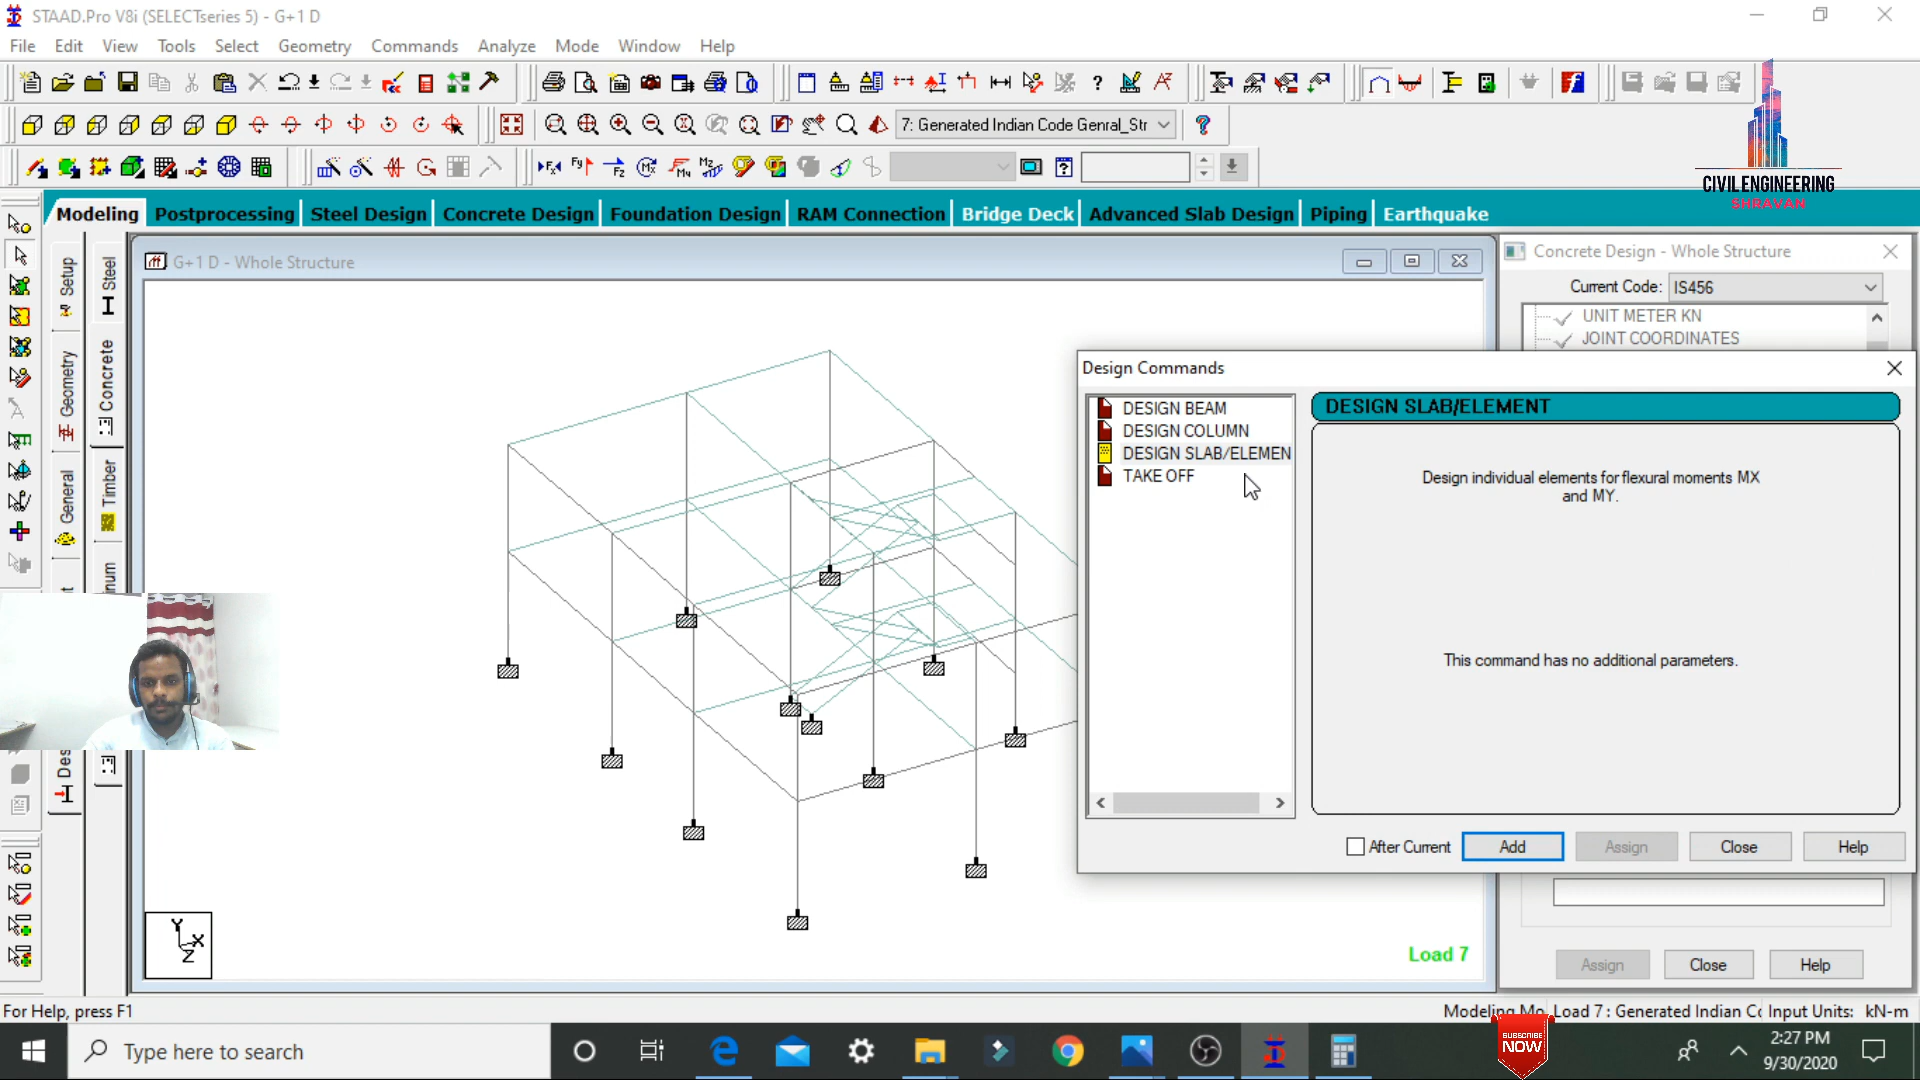 STAAD.Pro V8i (SELECTseries 5) - G+1 D
File Edit View Tools Select Geometry Commands Analyze Mode Window Help
7: Generated Indian Code Genral_Str
CIVIL ENGINEERING
SHRAVAN
Modeling Postprocessing Steel Design Concrete Design Foundation Design RAM Connection Bridge Deck Advanced Slab Design Piping Earthquake
Setup
Geometry
General
Steel
Concrete
Timber
G+1 D - Whole Structure
Concrete Design - Whole Structure
Current Code: IS456
UNIT METER KN
JOINT COORDINATES
Design Commands
DESIGN BEAM
DESIGN COLUMN
DESIGN SLAB/ELEMEN
TAKE OFF
DESIGN SLAB/ELEMENT
Design individual elements for flexural moments MX
and MY.
This command has no additional parameters.
After Current Add Assign Close Help
Y
X
Z
Load 7
Assign Close Help
For Help, press F1
Modeling Mo Load 7 : Generated Indian Co Input Units: kN-m
Type here to search
SUBSCRIBE
NOW
2:27 PM
9/30/2020